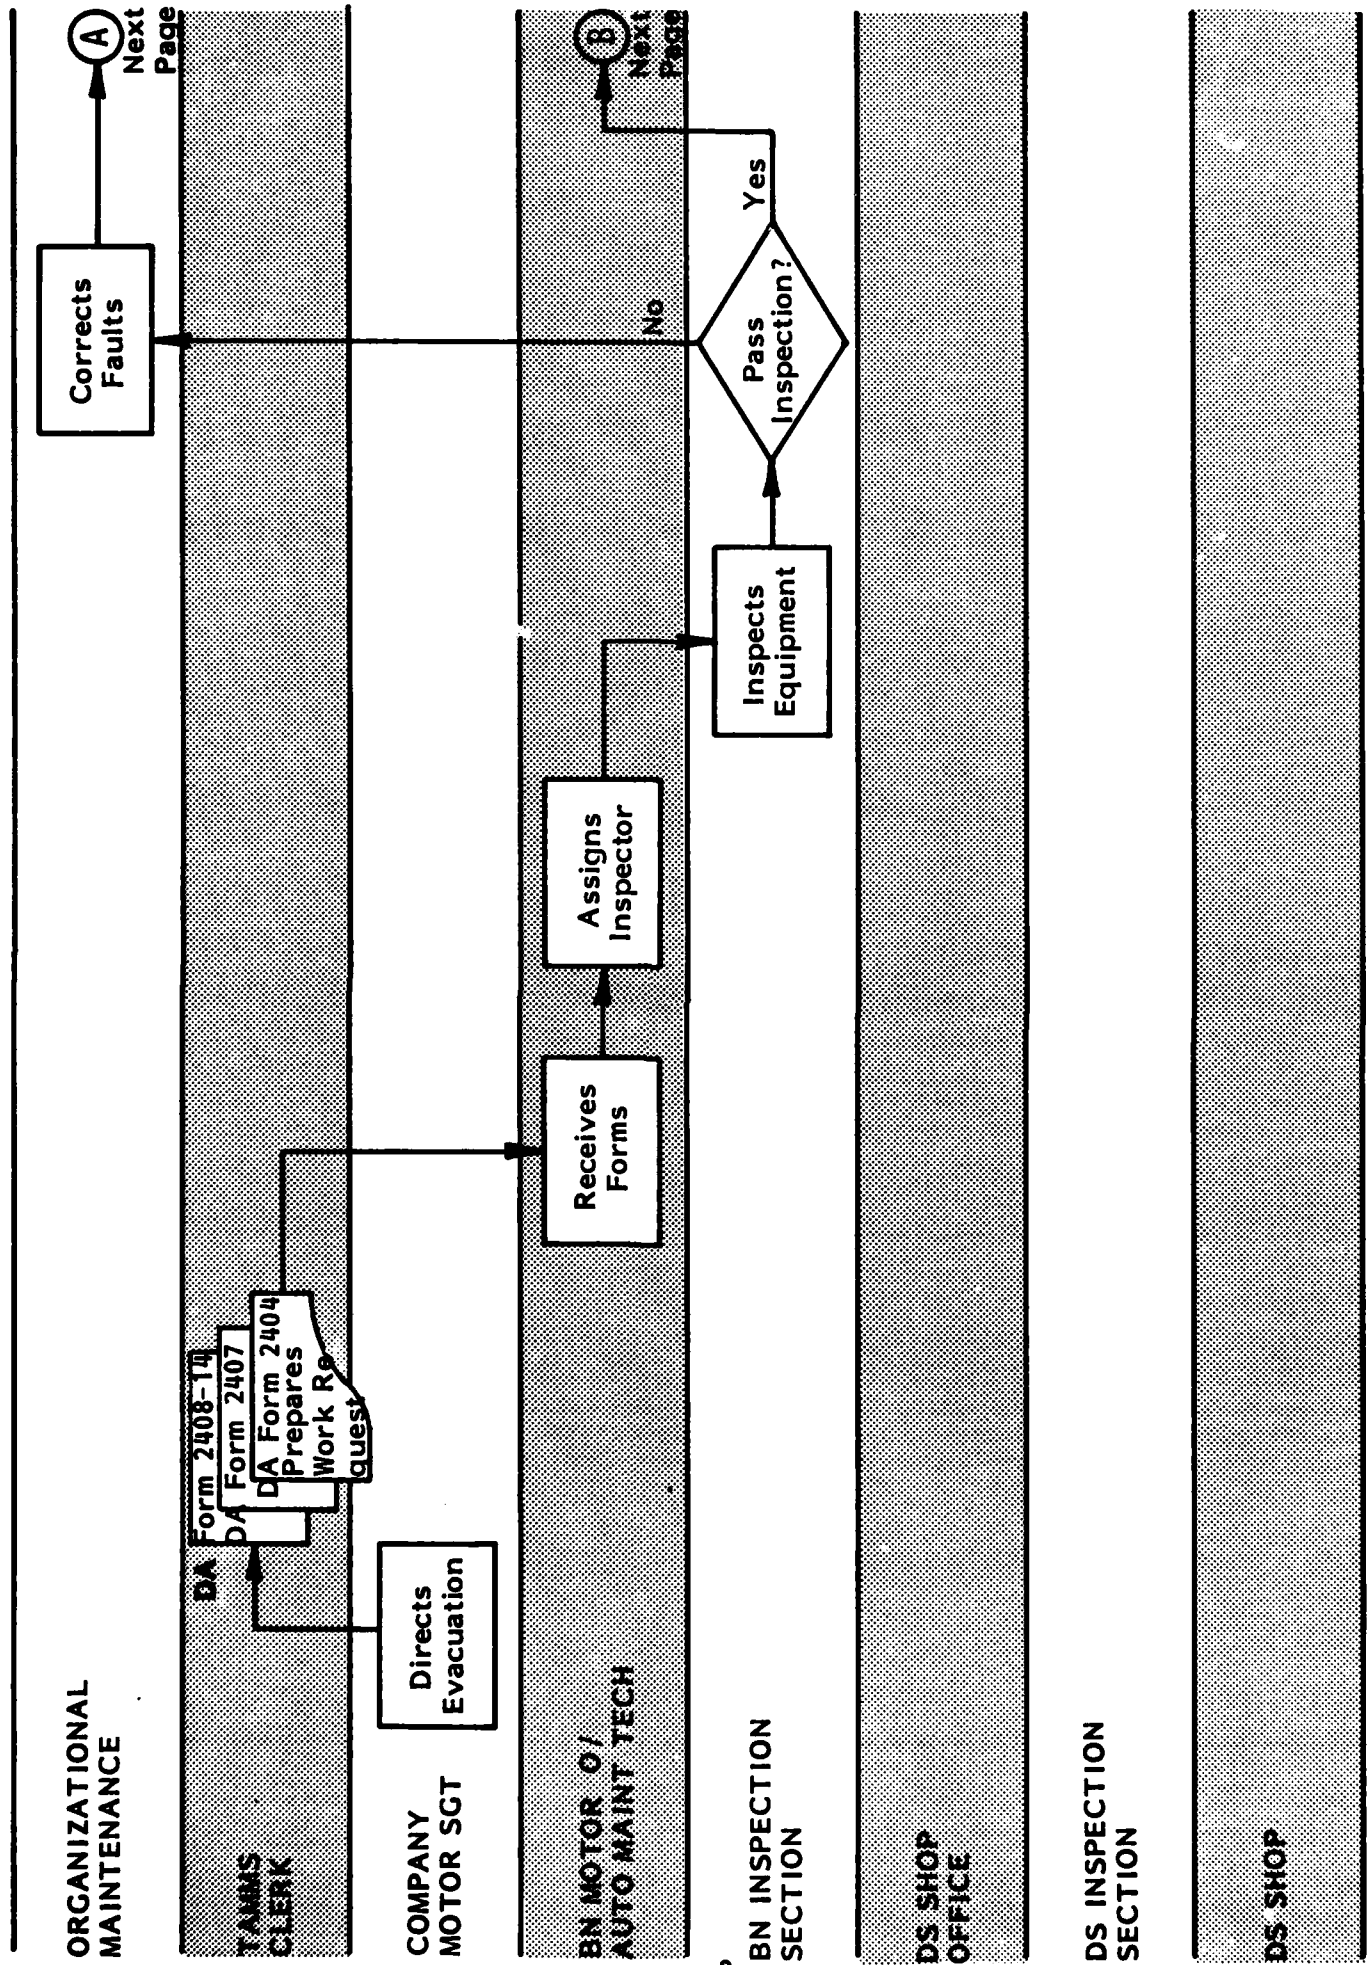 ORGANIZATIONAL
MAINTENANCE
Corrects
Faults
A
Next
Page
TAMMS
CLERK
DA Form 2408-14
DA Form 2407
DA Form 2404
Prepares
Work Re
quest
COMPANY
MOTOR SGT
Directs
Evacuation
BN MOTOR O/
AUTO MAINT TECH
Receives
Forms
Assigns
Inspector
No
B
Next
Page
BN INSPECTION
SECTION
Inspects
Equipment
Pass
Inspection?
Yes
DS SHOP
OFFICE
DS INSPECTION
SECTION
DS SHOP